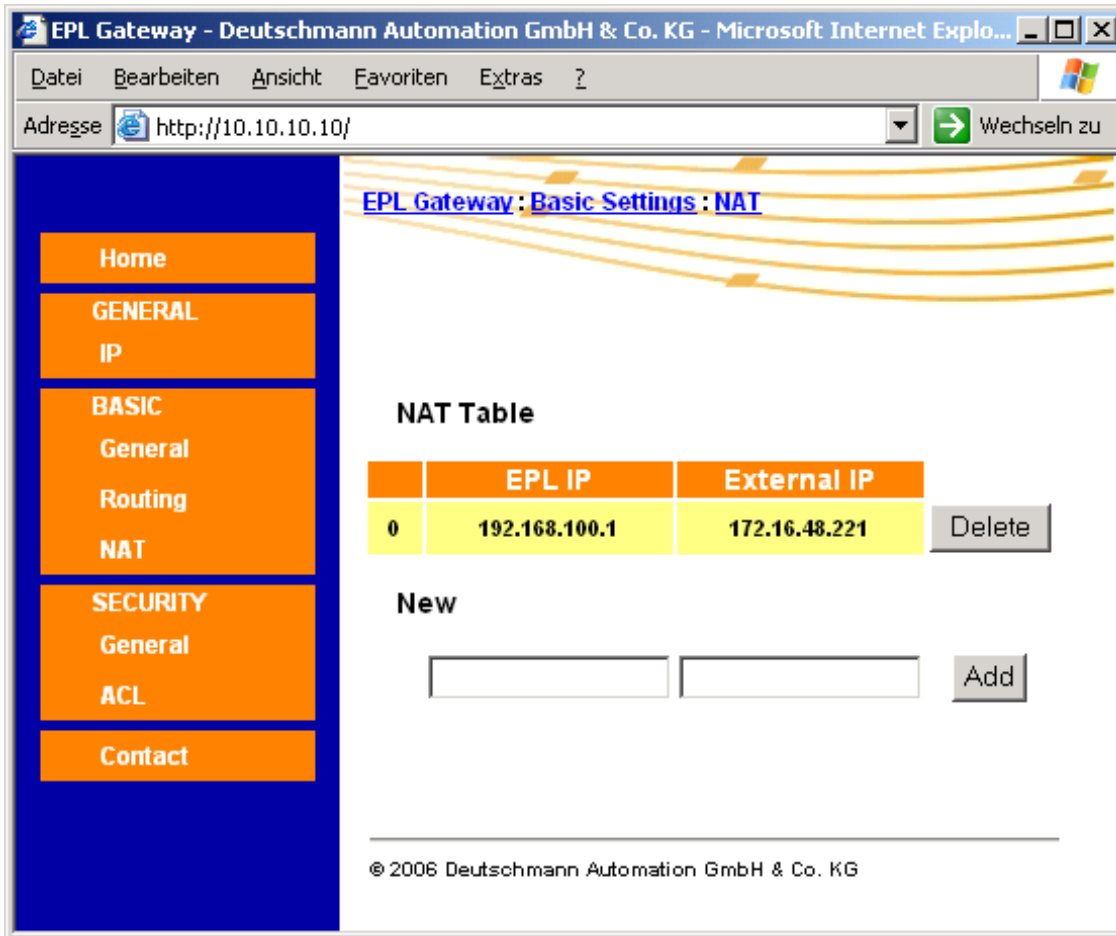 EPL Gateway - Deutschmann Automation GmbH & Co. KG - Microsoft Internet Explo...
Datei Bearbeiten Ansicht Favoriten Extras ?
Adresse http://10.10.10.10/ Wechseln zu
EPL Gateway : Basic Settings : NAT
Home
GENERAL
IP
BASIC
General
Routing
NAT
SECURITY
General
ACL
Contact
NAT Table
EPL IP External IP
0 192.168.100.1 172.16.48.221 Delete
New
Add
© 2006 Deutschmann Automation GmbH & Co. KG